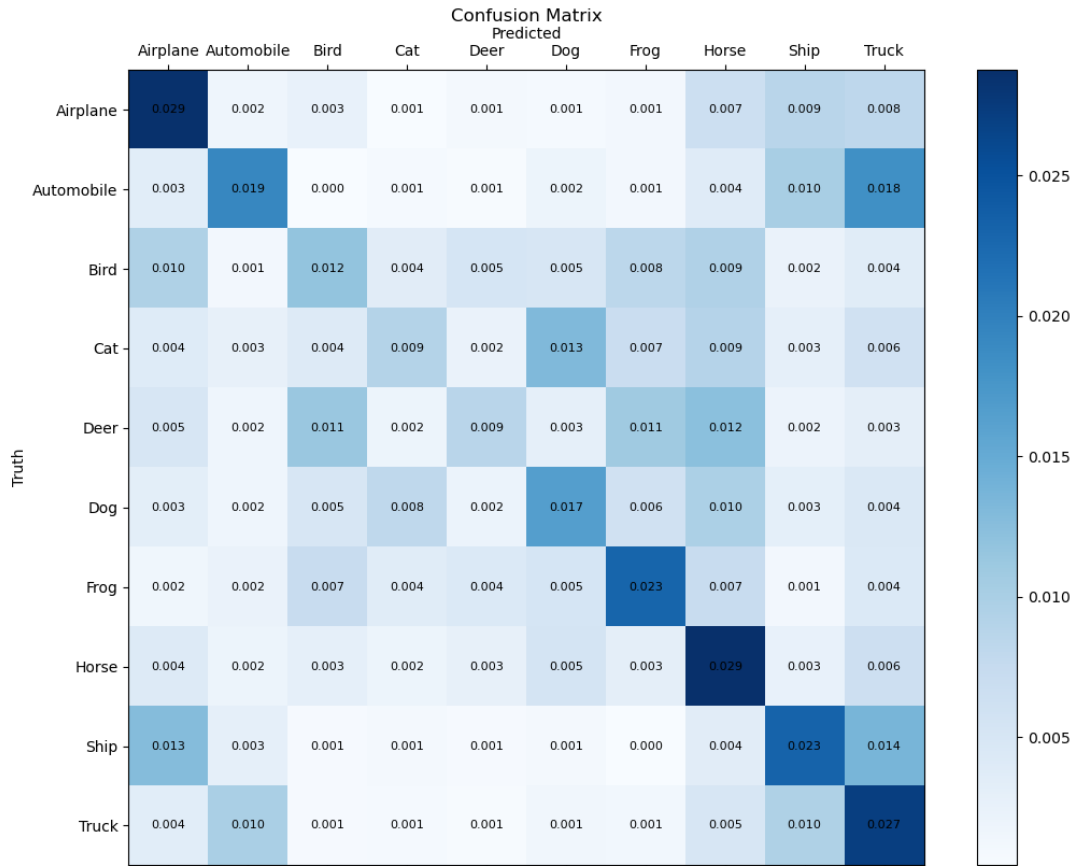 Confusion Matrix
Predicted
Airplane Automobile Bird Cat Deer Dog Frog Horse Ship Truck
Airplane 0.029 0.002 0.003 0.001 0.001 0.001 0.001 0.007 0.009 0.008
Automobile 0.003 0.019 0.000 0.001 0.001 0.002 0.001 0.004 0.010 0.018
0.025
Bird 0.010 0.001 0.012 0.004 0.005 0.005 0.008 0.009 0.002 0.004
0.020
Cat 0.004 0.003 0.004 0.009 0.002 0.013 0.007 0.009 0.003 0.006
Deer 0.005 0.002 0.011 0.002 0.009 0.003 0.011 0.012 0.002 0.003
0.015
Truth
Dog 0.003 0.002 0.005 0.008 0.002 0.017 0.006 0.010 0.003 0.004
Frog 0.002 0.002 0.007 0.004 0.004 0.005 0.023 0.007 0.001 0.004
0.010
Horse 0.004 0.002 0.003 0.002 0.003 0.005 0.003 0.029 0.003 0.006
Ship 0.013 0.003 0.001 0.001 0.001 0.001 0.000 0.004 0.023 0.014
0.005
Truck 0.004 0.010 0.001 0.001 0.001 0.001 0.001 0.005 0.010 0.027